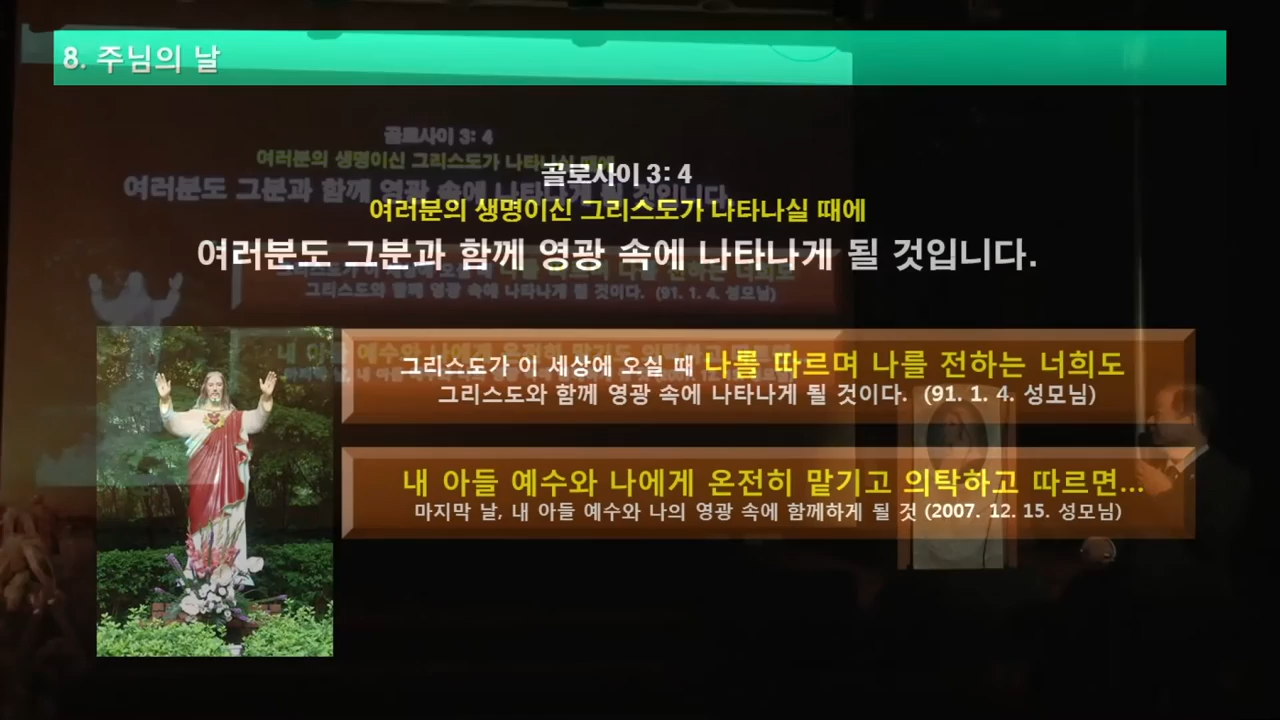 8. 주님의 날
골로사이 3: 4
여러분의 생명이신 그리스도가 나타나실 때에
여러분도 그분과 함께 영광 속에 나타나게 될 것입니다.
그리스도가 이 세상에 오실 때 나를 따르며 나를 전하는 너희도
그리스도와 함께 영광 속에 나타나게 될 것이다. (91. 1. 4. 성모님)
내 아들 예수와 나에게 온전히 맡기고 의탁하고 따르면...
마지막 날, 내 아들 예수와 나의 영광 속에 함께하게 될 것 (2007. 12. 15. 성모님)